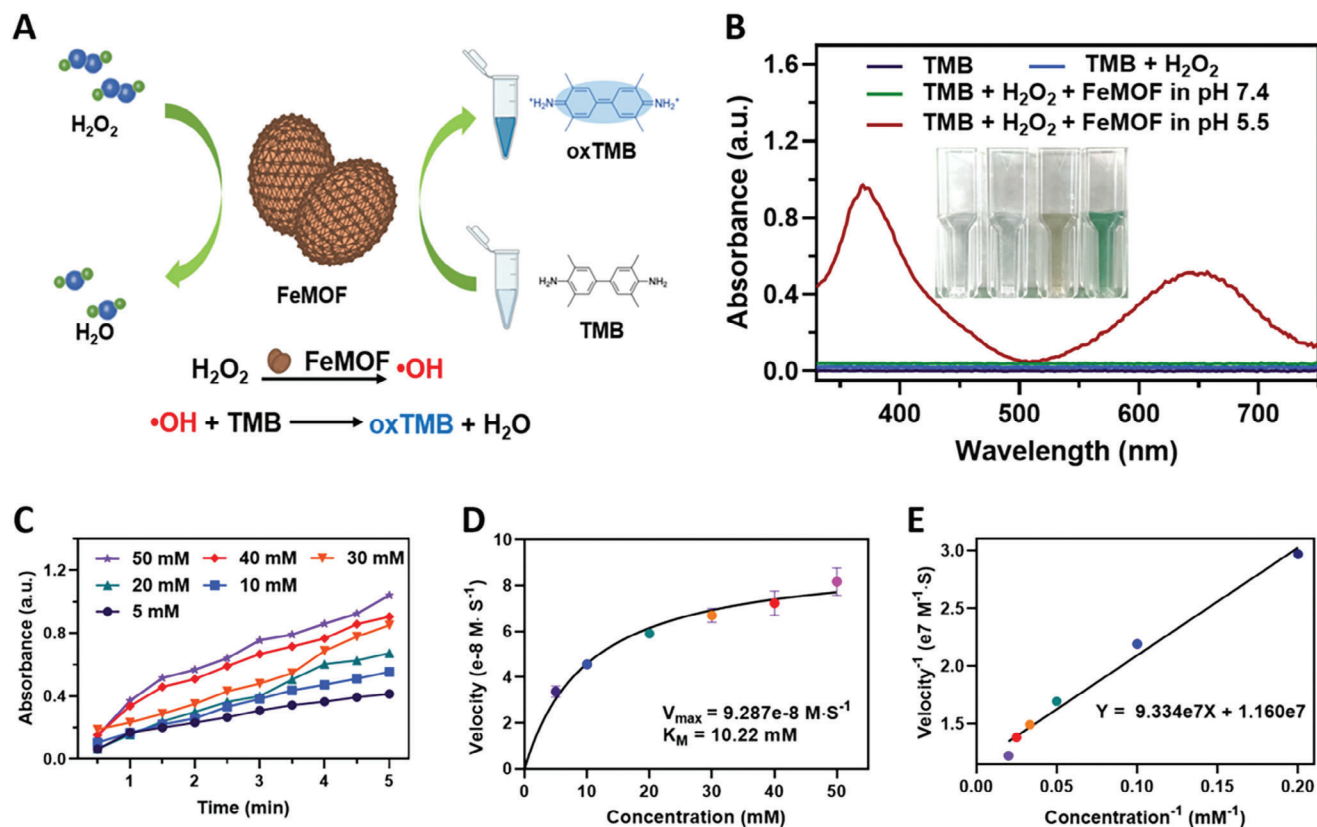 A
H₂O₂
H₂O
FeMOF
⁺H₂N
NH₂⁺
oxTMB
H₂N
NH₂
TMB
H₂O₂ FeMOF •OH
•OH + TMB oxTMB + H₂O
B
TMB TMB + H₂O₂
TMB + H₂O₂ + FeMOF in pH 7.4
TMB + H₂O₂ + FeMOF in pH 5.5
Absorbance (a.u.)
1.6
1.2
0.8
0.4
0.0
400 500 600 700
Wavelength (nm)
C
50 mM 40 mM 30 mM
20 mM 10 mM
5 mM
Absorbance (a.u.)
1.2
0.8
0.4
0.0
1 2 3 4 5
Time (min)
D
Velocity (e-8 M· S⁻¹)
10
8
6
4
2
0
Vmax = 9.287e-8 M·S⁻¹
KM = 10.22 mM
0 10 20 30 40 50
Concentration (mM)
E
Velocity⁻¹ (e7 M⁻¹·S)
3.0
2.5
2.0
1.5
Y = 9.334e7X + 1.160e7
0.00 0.05 0.10 0.15 0.20
Concentration⁻¹ (mM⁻¹)